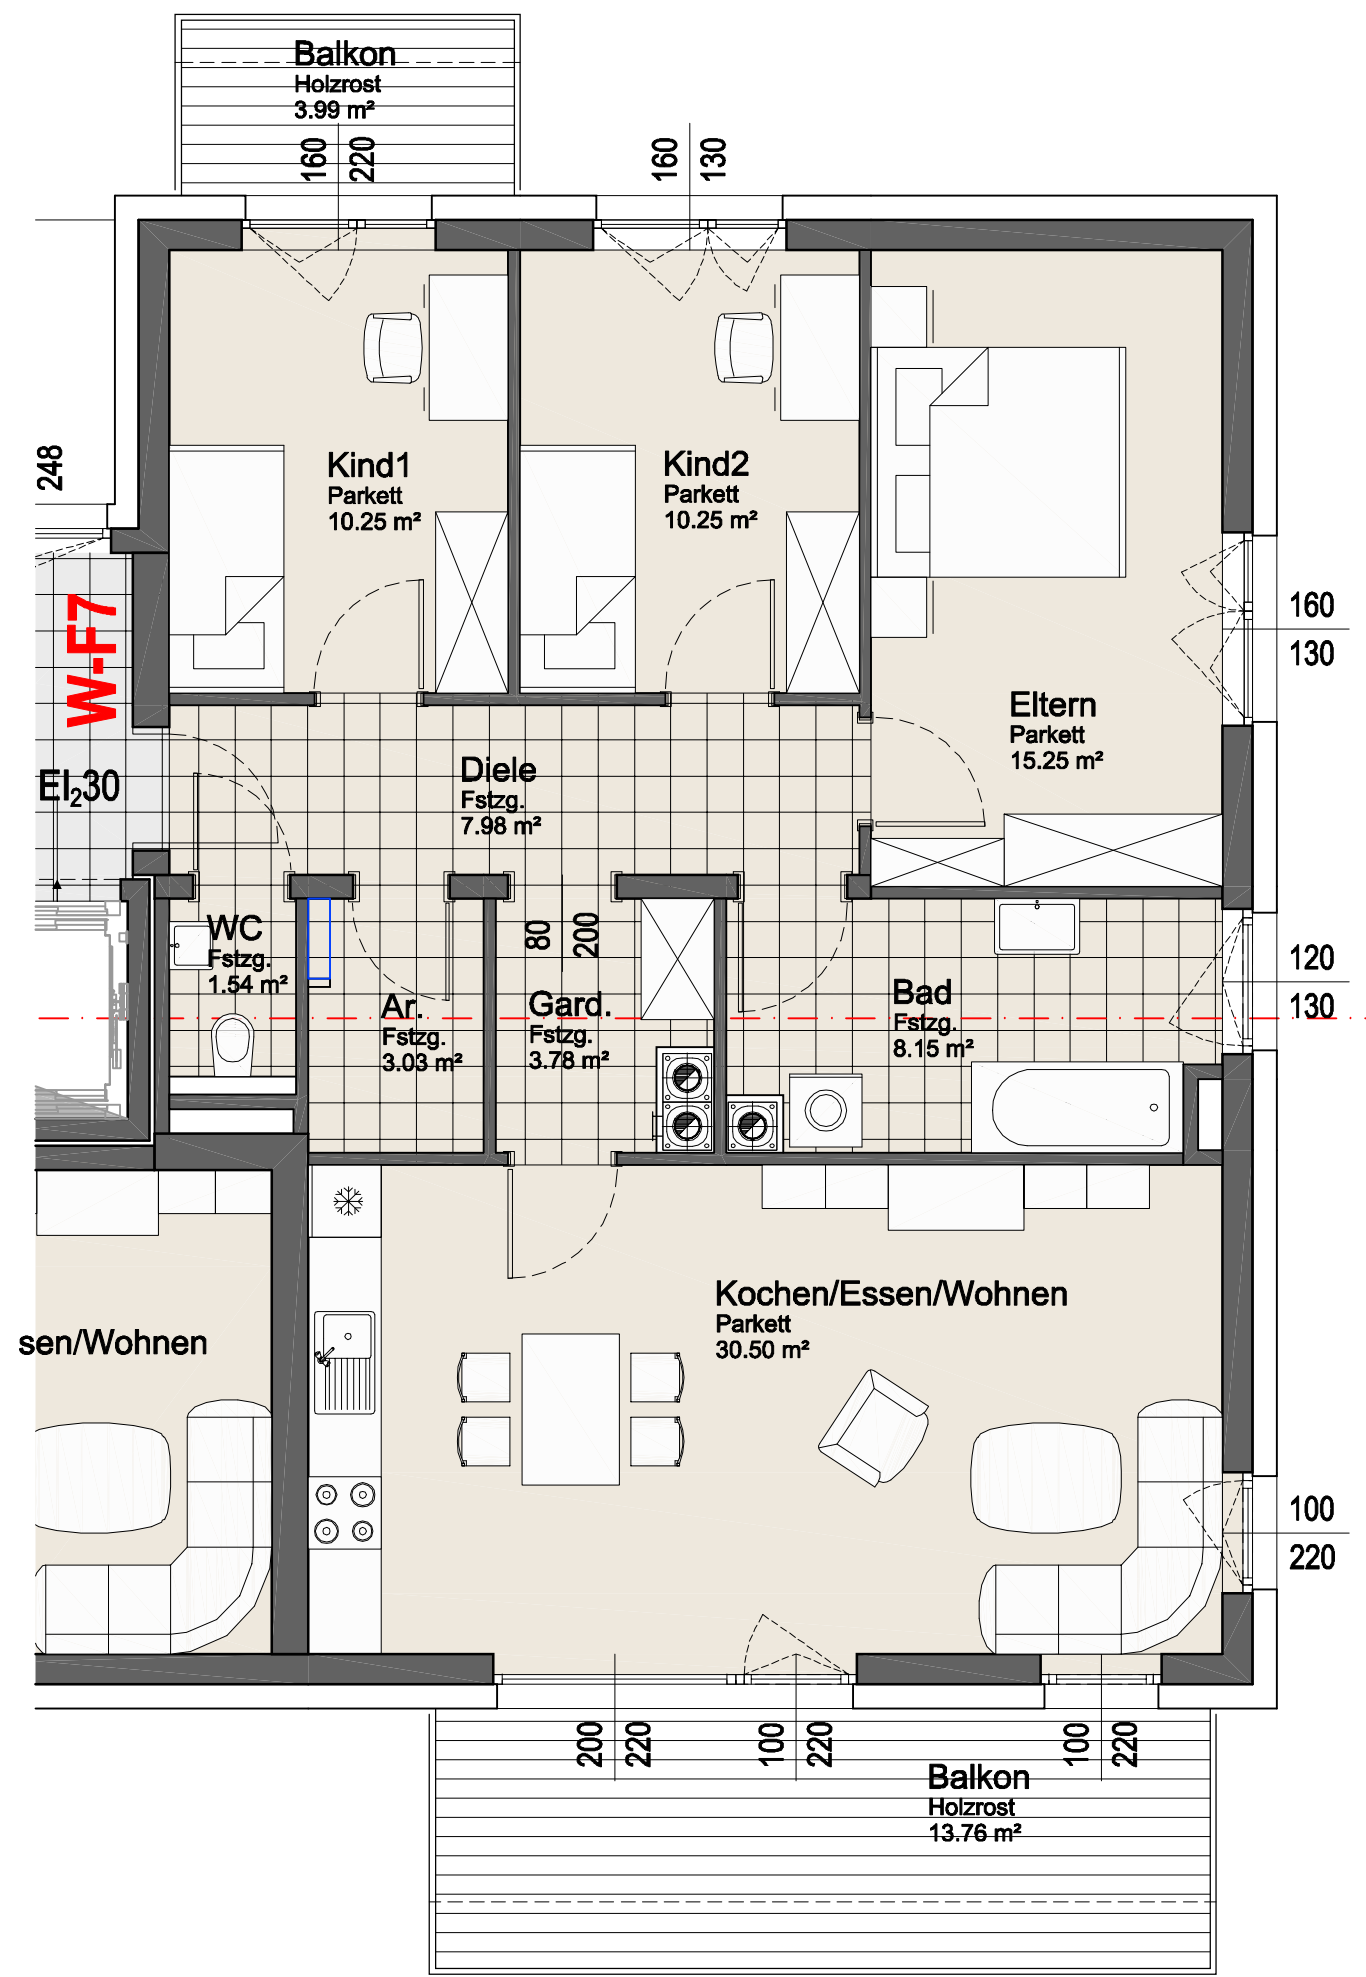 Balkon
Holzrost
3.99 m²
160
220
160
130
248
Kind1
Parkett
10.25 m²
Kind2
Parkett
10.25 m²
W-F7
160
130
Eltern
Parkett
15.25 m²
EI₂30
Diele
Fstzg.
7.98 m²
WC
Fstzg.
1.54 m²
80
200
Ar.
Fstzg.
3.03 m²
Gard.
Fstzg.
3.78 m²
Bad
Fstzg.
8.15 m²
120
130
Kochen/Essen/Wohnen
Parkett
30.50 m²
sen/Wohnen
100
220
200
220
100
220
100
220
Balkon
Holzrost
13.76 m²